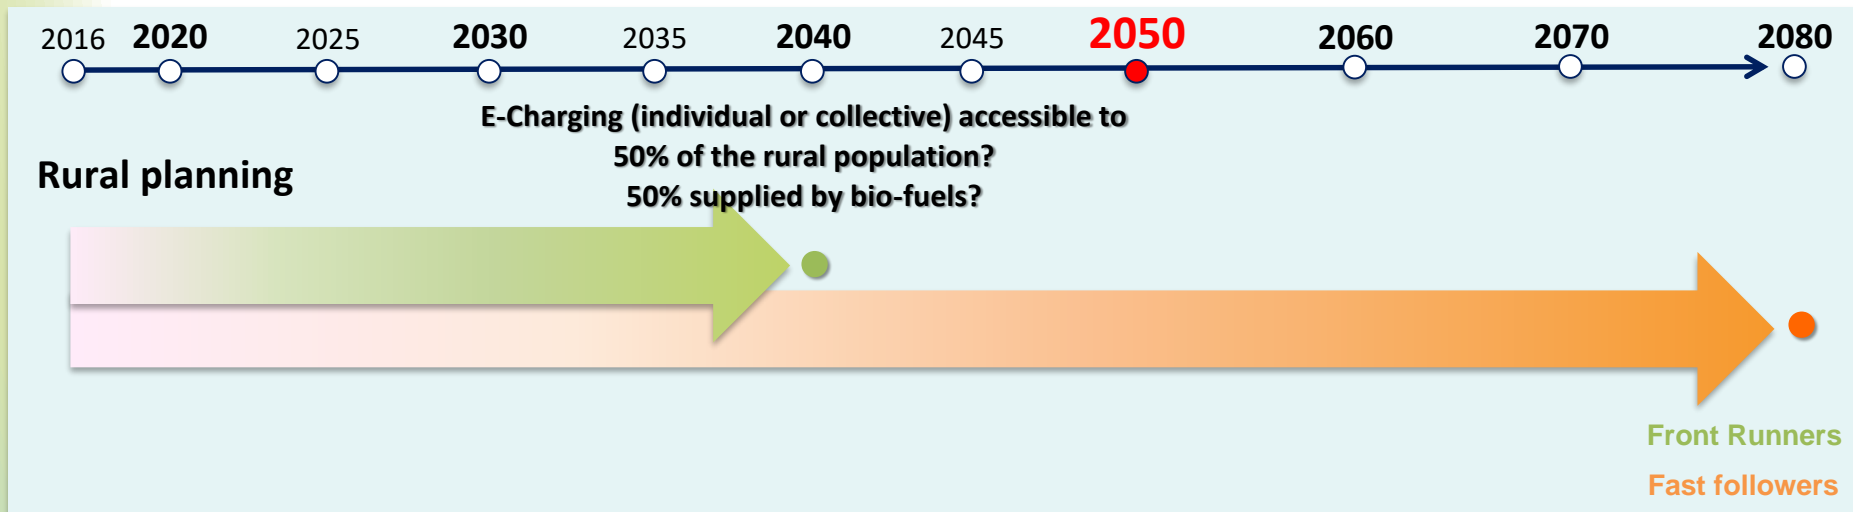 2016 2020 2025 2030 2035 2040 2045 2050 2060 2070 2080
E-Charging (individual or collective) accessible to
50% of the rural population?
50% supplied by bio-fuels?
Rural planning
Front Runners
Fast followers